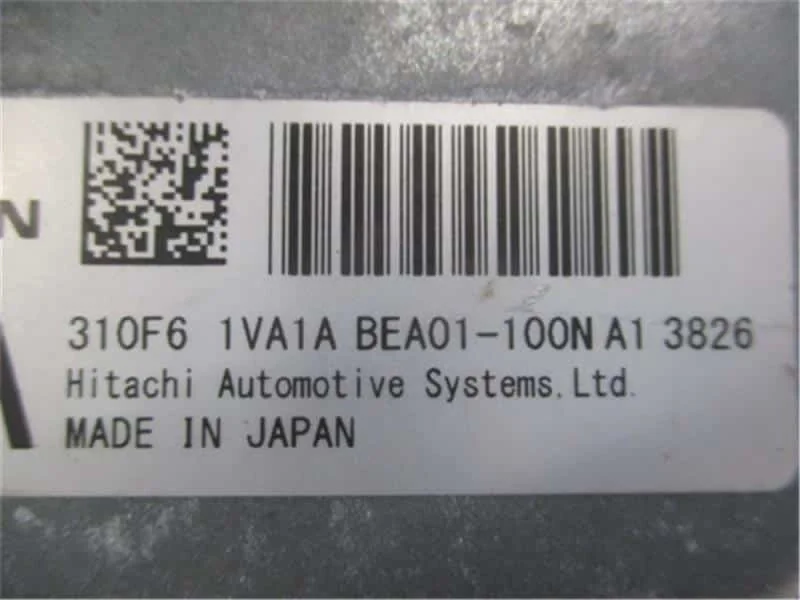 N
310F6 1VA1A BEA01-100N A1 3826
Hitachi Automotive Systems, Ltd.
MADE IN JAPAN